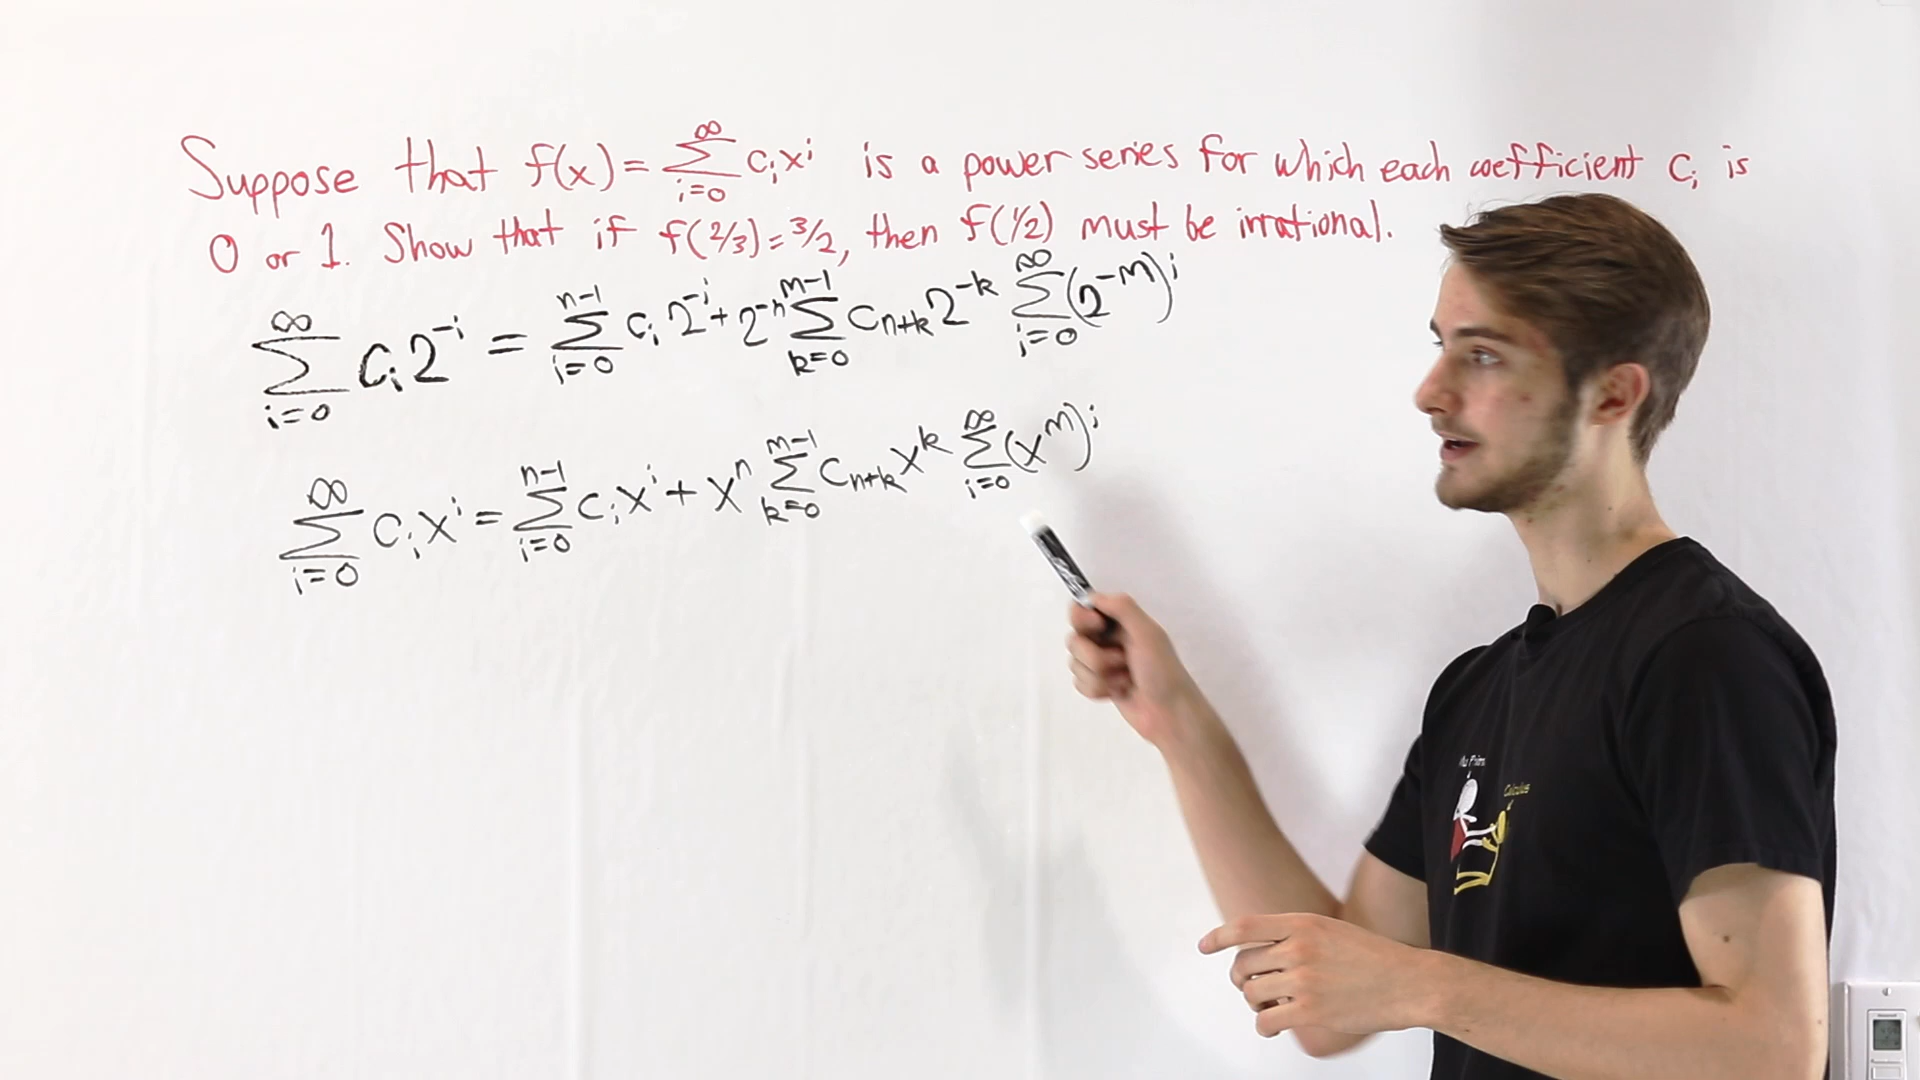 Suppose that f(x) = ∑_{i=0}^{∞} c_i x^i is a power series for which each coefficient c_i is
0 or 1. Show that if f(2/3) = 3/2, then f(1/2) must be irrational.
∑_{i=0}^{∞} c_i 2^{-i} = ∑_{i=0}^{n-1} c_i 2^{-i} + 2^{-n} ∑_{k=0}^{m-1} c_{n+k} 2^{-k} ∑_{i=0}^{∞} (2^{-m})^i
∑_{i=0}^{∞} c_i x^i = ∑_{i=0}^{n-1} c_i x^i + x^n ∑_{k=0}^{m-1} c_{n+k} x^k ∑_{i=0}^{∞} (x^m)^i
Calculus